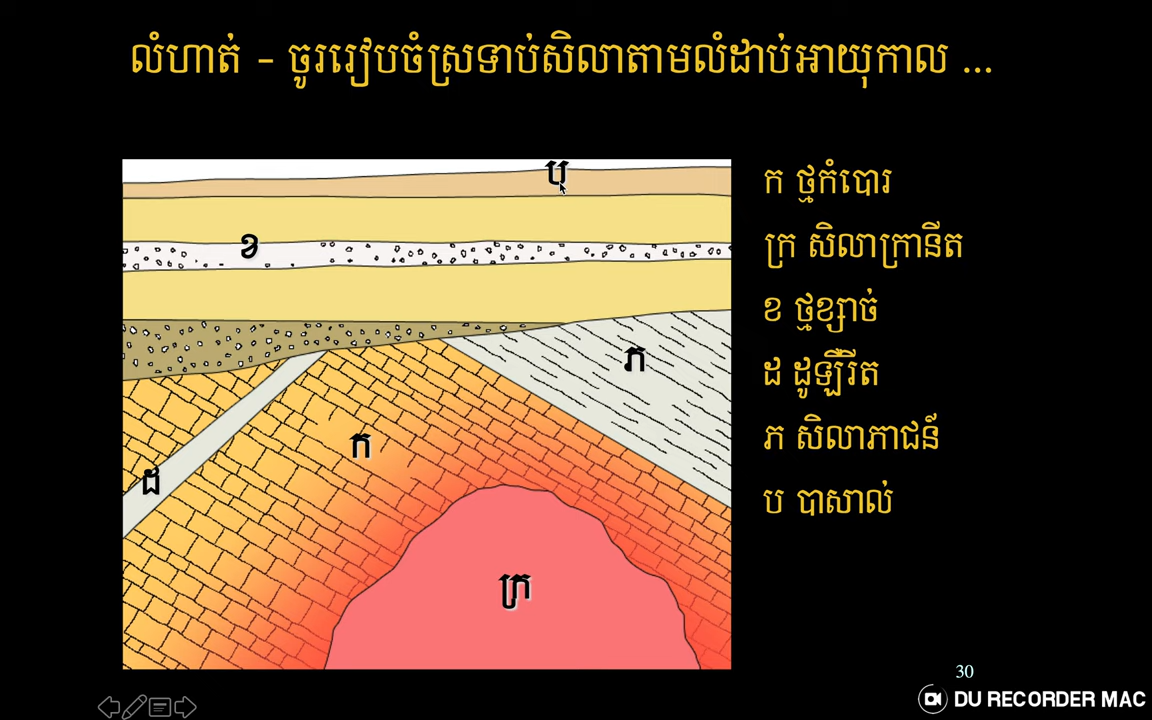 លំហាត់ - ចូររៀបចំស្រទាប់សិលាតាមលំដាប់អាយុកាល ...
ប
ខ
ភ
ក
ដ
ក្រ
ក ថ្មកំបោរ
ក្រ សិលាក្រានីត
ខ ថ្មខ្សាច់
ដ ដូឡឺរីត
ភ សិលាភាជន៍
ប បាសាល់
30
DU RECORDER MAC